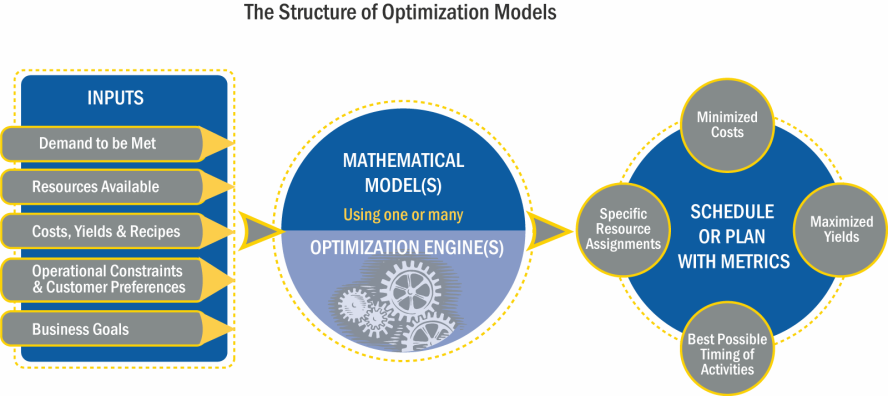 The Structure of Optimization Models
INPUTS
Demand to be Met
Resources Available
Costs, Yields & Recipes
Operational Constraints
& Customer Preferences
Business Goals
MATHEMATICAL
MODEL(S)
Using one or many
OPTIMIZATION ENGINE(S)
Minimized
Costs
Specific
Resource
Assignments
SCHEDULE
OR PLAN
WITH METRICS
Maximized
Yields
Best Possible
Timing of
Activities